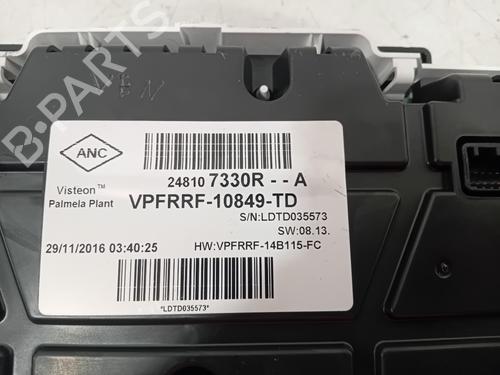 B-PARTS
ANC
Visteon™
Palmela Plant
24810 7330R - - A
VPFRRF-10849-TD
S/N:LDTD035573
SW:08.13.
29/11/2016 03:40:25
HW:VPFRRF-14B115-FC
*LDTD035573*